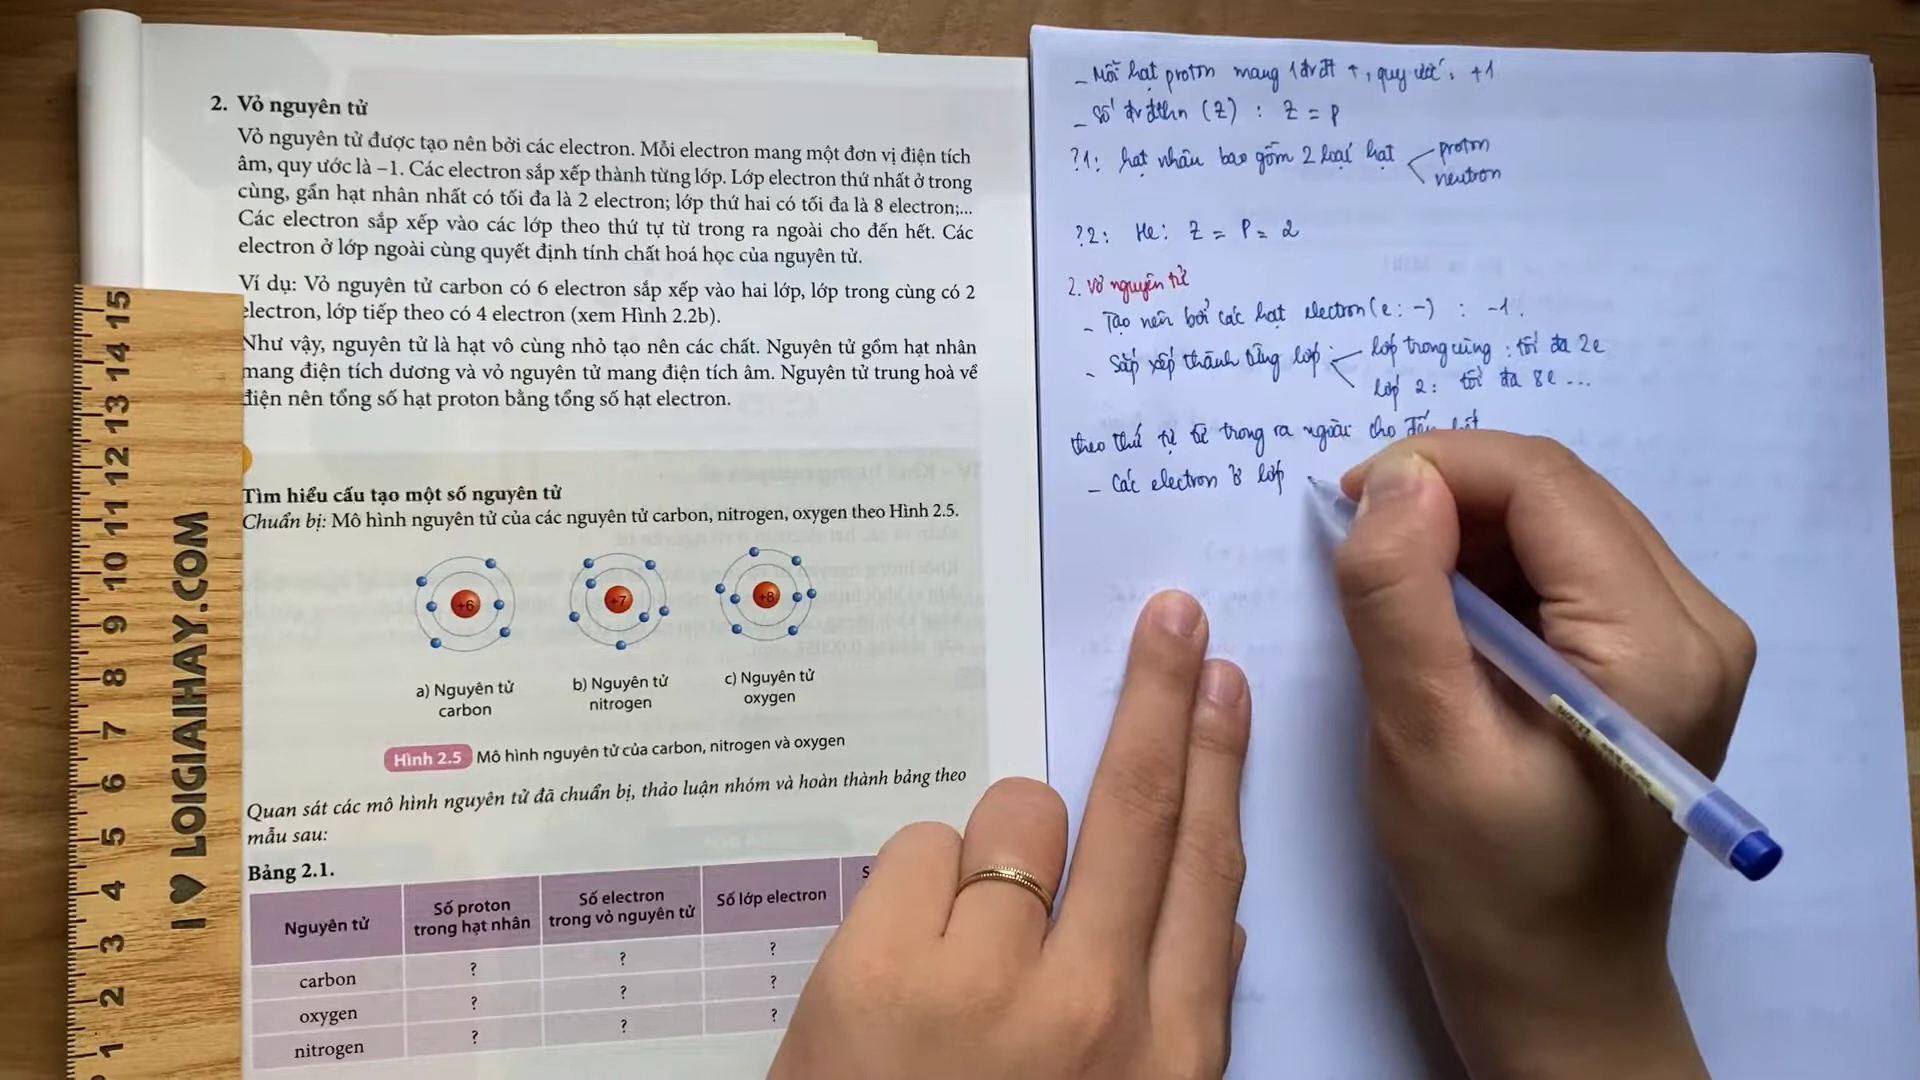 2. Vỏ nguyên tử
Vỏ nguyên tử được tạo nên bởi các electron. Mỗi electron mang một đơn vị điện tích
âm, quy ước là –1. Các electron sắp xếp thành từng lớp. Lớp electron thứ nhất ở trong
cùng, gần hạt nhân nhất có tối đa là 2 electron; lớp thứ hai có tối đa là 8 electron;...
Các electron sắp xếp vào các lớp theo thứ tự từ trong ra ngoài cho đến hết. Các
electron ở lớp ngoài cùng quyết định tính chất hoá học của nguyên tử.
Ví dụ: Vỏ nguyên tử carbon có 6 electron sắp xếp vào hai lớp, lớp trong cùng có 2
electron, lớp tiếp theo có 4 electron (xem Hình 2.2b).
Như vậy, nguyên tử là hạt vô cùng nhỏ tạo nên các chất. Nguyên tử gồm hạt nhân
mang điện tích dương và vỏ nguyên tử mang điện tích âm. Nguyên tử trung hoà về
điện nên tổng số hạt proton bằng tổng số hạt electron.
Tìm hiểu cấu tạo một số nguyên tử
Chuẩn bị: Mô hình nguyên tử của các nguyên tử carbon, nitrogen, oxygen theo Hình 2.5.
+6 +7 +8
a) Nguyên tử
carbon
b) Nguyên tử
nitrogen
c) Nguyên tử
oxygen
Hình 2.5 Mô hình nguyên tử của carbon, nitrogen và oxygen
Quan sát các mô hình nguyên tử đã chuẩn bị, thảo luận nhóm và hoàn thành bảng theo
mẫu sau:
Bảng 2.1.
Nguyên tử
Số proton
trong hạt nhân
Số electron
trong vỏ nguyên tử
Số lớp electron
S
carbon ? ? ?
oxygen ? ? ?
nitrogen ? ? ?
15 14 13 12 11 10 9 8 7 6 5 4 3 2 1
I ♥ LOIGIAIHAY.COM
- Mỗi hạt proton mang 1 đv đt +, quy ước: +1
- Số đv đthn (Z) : Z = P
?1: hạt nhân bao gồm 2 loại hạt
proton
neutron
?2: He: Z = P = 2
2. Vỏ nguyên tử
- Tạo nên bởi các hạt electron (e: -) : -1.
- Sắp xếp thành từng lớp:
lớp trong cùng : tối đa 2e
lớp 2: tối đa 8e ...
theo thứ tự từ trong ra ngoài cho đến hết
- Các electron ở lớp